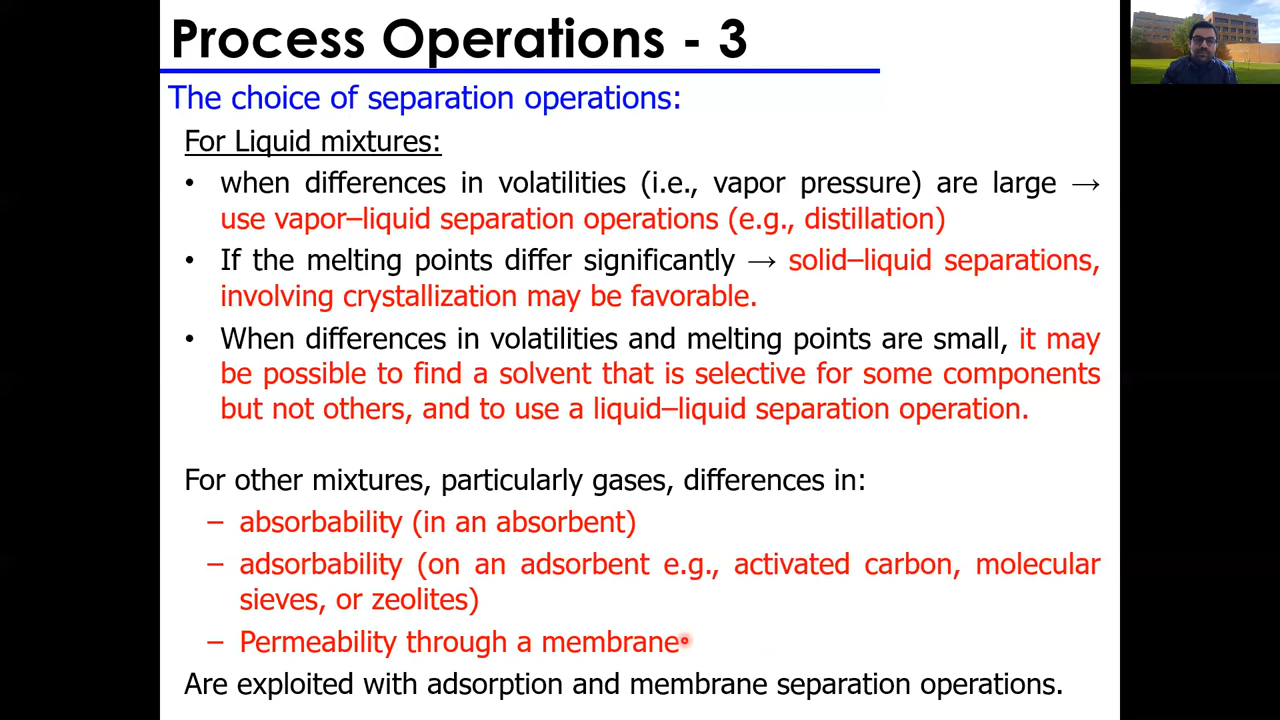 Process Operations - 3
The choice of separation operations:
For Liquid mixtures:
• when differences in volatilities (i.e., vapor pressure) are large →
use vapor–liquid separation operations (e.g., distillation)
• If the melting points differ significantly → solid–liquid separations,
involving crystallization may be favorable.
• When differences in volatilities and melting points are small, it may
be possible to find a solvent that is selective for some components
but not others, and to use a liquid–liquid separation operation.
For other mixtures, particularly gases, differences in:
– absorbability (in an absorbent)
– adsorbability (on an adsorbent e.g., activated carbon, molecular
sieves, or zeolites)
– Permeability through a membrane
Are exploited with adsorption and membrane separation operations.